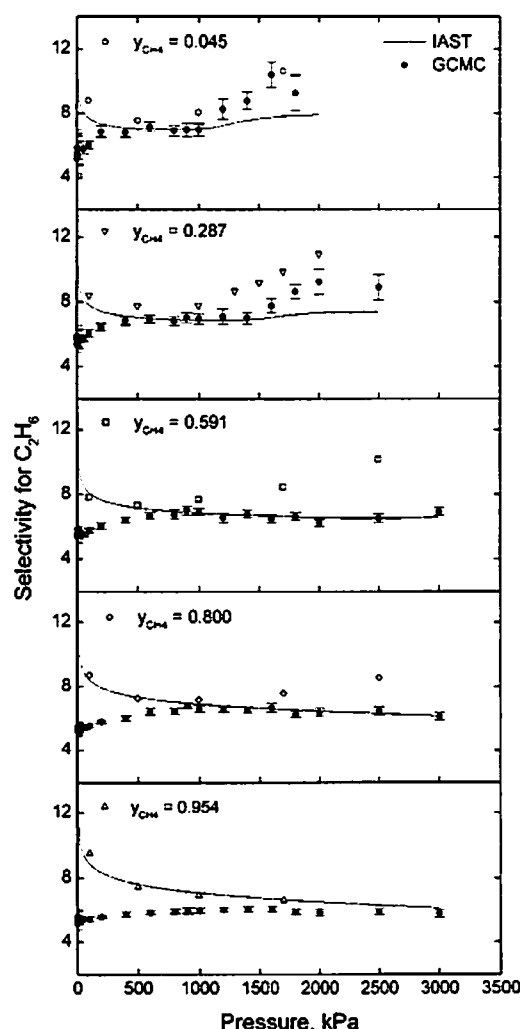 12
8
4
○ y_CH4 = 0.045
IAST
GCMC
12
8
4
▽ y_CH4 = 0.287
12
8
4
□ y_CH4 = 0.591
12
8
4
◇ y_CH4 = 0.800
12
8
4
△ y_CH4 = 0.954
Selectivity for C₂H₆
0 500 1000 1500 2000 2500 3000 3500
Pressure, kPa